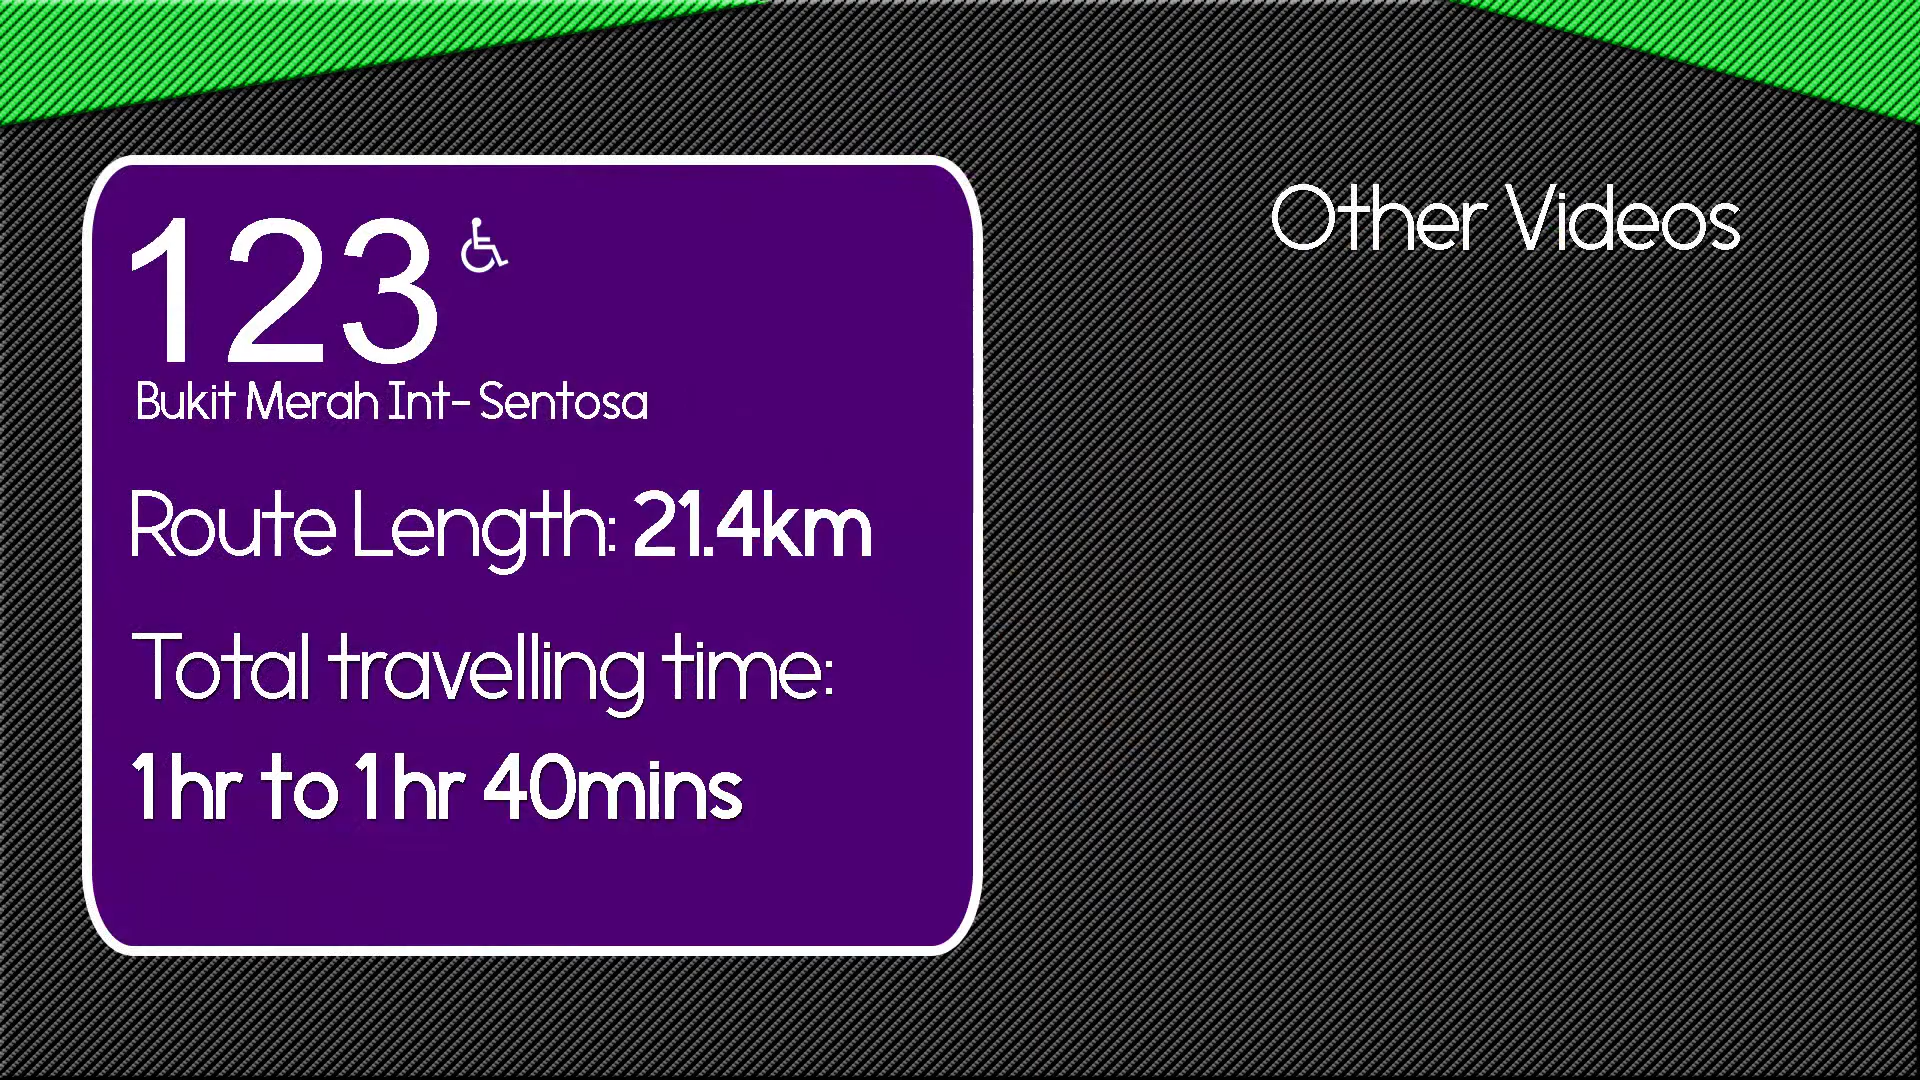 123
Bukit Merah Int- Sentosa
Route Length: 21.4km
Total travelling time:
1 hr to 1 hr 40mins
Other Videos